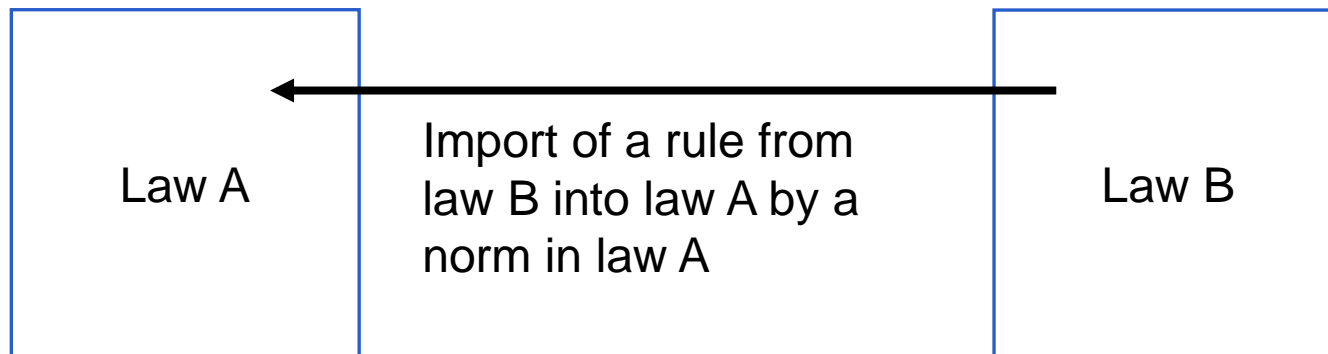 Law A
Import of a rule from
law B into law A by a
norm in law A
Law B